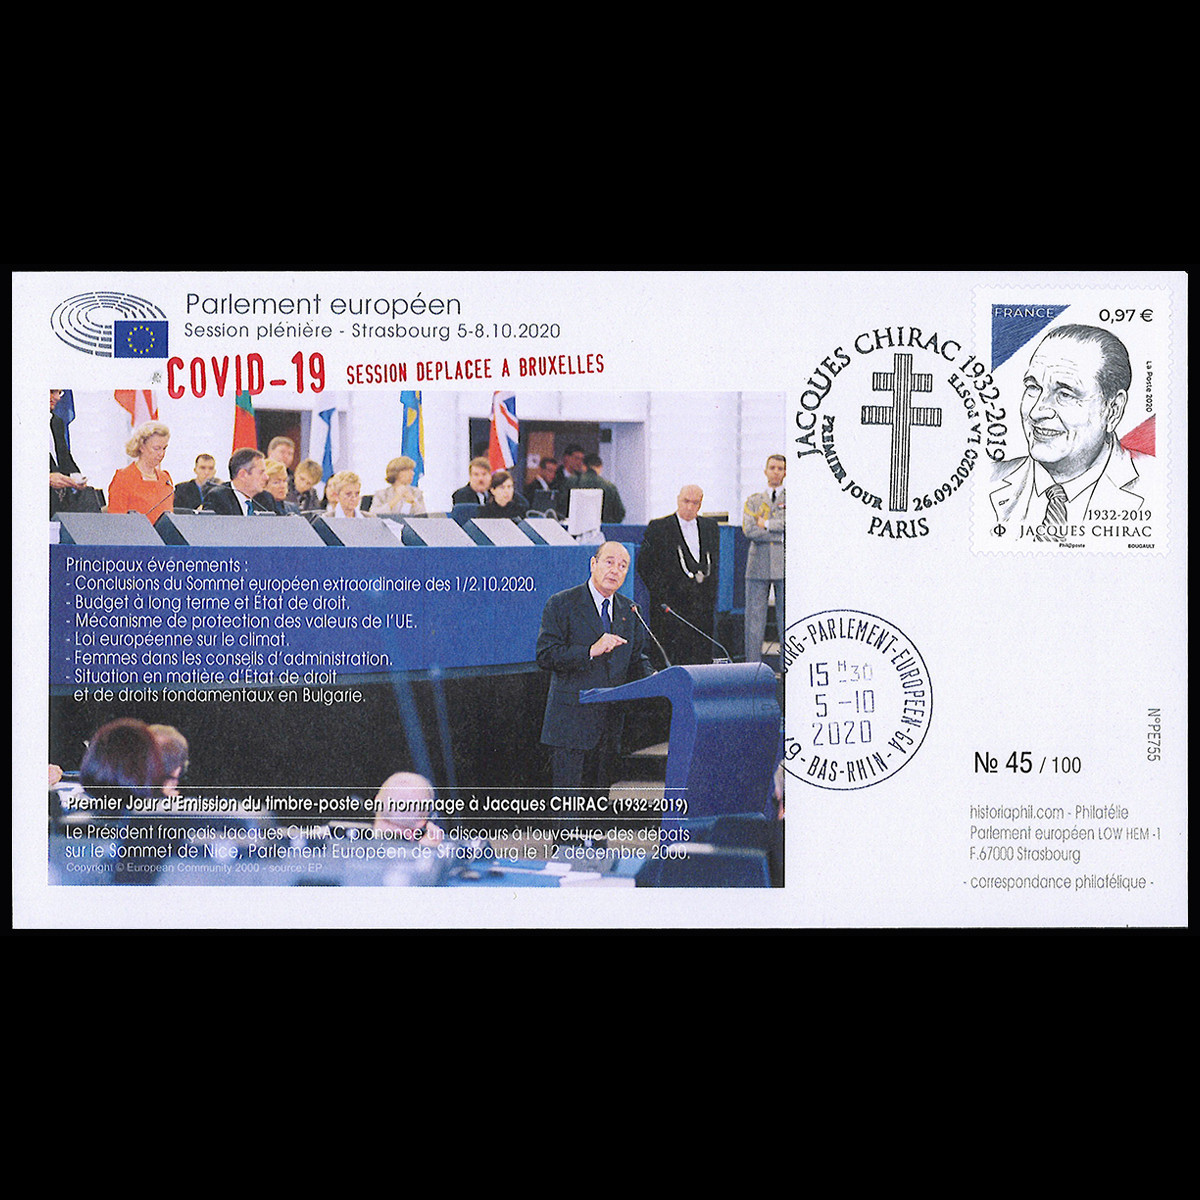 Parlement européen
Session plénière - Strasbourg 5-8.10.2020
COVID-19 SESSION DEPLACEE A BRUXELLES
Principaux événements :
- Conclusions du Sommet européen extraordinaire des 1/2.10.2020.
- Budget à long terme et État de droit.
- Mécanisme de protection des valeurs de l'UE.
- Loi européenne sur le climat.
- Femmes dans les conseils d'administration.
- Situation en matière d'État de droit
et de droits fondamentaux en Bulgarie.
Premier Jour d'Émission du timbre-poste en hommage à Jacques CHIRAC (1932-2019)
Le Président français Jacques CHIRAC prononce un discours à l'ouverture des débats
sur le Sommet de Nice, Parlement Européen de Strasbourg le 12 décembre 2000.
Copyright © European Community 2000 - source: EP
JACQUES CHIRAC 1932-2019
PREMIER JOUR 26.09.2020 LA POSTE
PARIS
FRANCE
0,97 €
LA POSTE 2020
1932-2019
JACQUES CHIRAC
Phil@poste
BOUGAULT
OURG-PARLEMENT-EUROPEEN-GA
15 H 30
5-10
2020
67 - BAS-RHIN -
N°PE755
№ 45 / 100
historiaphil.com - Philatélie
Parlement européen LOW HEM -1
F.67000 Strasbourg
- correspondance philatélique -